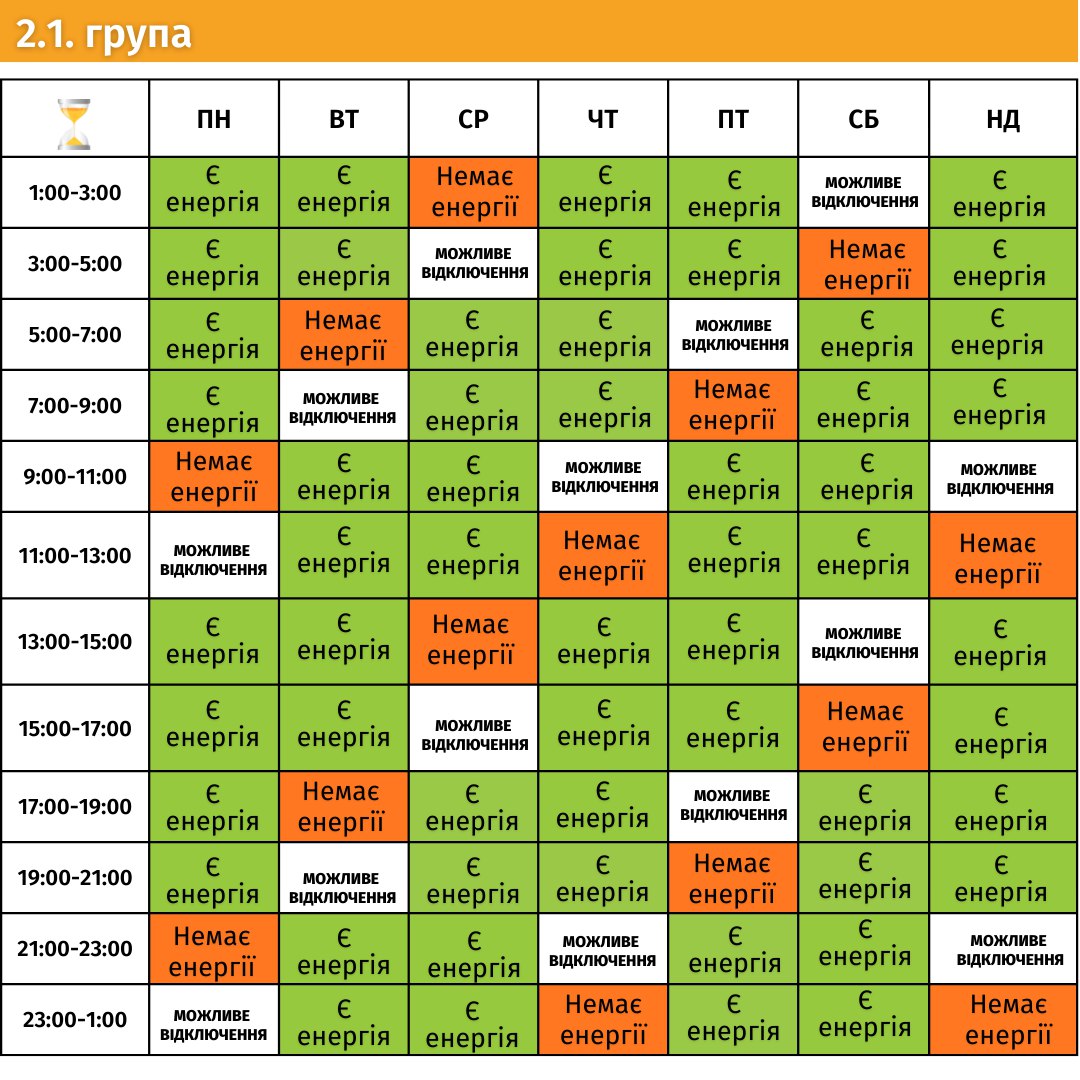 2.1. група
ПН ВТ СР ЧТ ПТ СБ НД
1:00-3:00 Є енергія Є енергія Немає енергії Є енергія Є енергія МОЖЛИВЕ ВІДКЛЮЧЕННЯ Є енергія
3:00-5:00 Є енергія Є енергія МОЖЛИВЕ ВІДКЛЮЧЕННЯ Є енергія Є енергія Немає енергії Є енергія
5:00-7:00 Є енергія Немає енергії Є енергія Є енергія МОЖЛИВЕ ВІДКЛЮЧЕННЯ Є енергія Є енергія
7:00-9:00 Є енергія МОЖЛИВЕ ВІДКЛЮЧЕННЯ Є енергія Є енергія Немає енергії Є енергія Є енергія
9:00-11:00 Немає енергії Є енергія Є енергія МОЖЛИВЕ ВІДКЛЮЧЕННЯ Є енергія Є енергія МОЖЛИВЕ ВІДКЛЮЧЕННЯ
11:00-13:00 МОЖЛИВЕ ВІДКЛЮЧЕННЯ Є енергія Є енергія Немає енергії Є енергія Є енергія Немає енергії
13:00-15:00 Є енергія Є енергія Немає енергії Є енергія Є енергія МОЖЛИВЕ ВІДКЛЮЧЕННЯ Є енергія
15:00-17:00 Є енергія Є енергія МОЖЛИВЕ ВІДКЛЮЧЕННЯ Є енергія Є енергія Немає енергії Є енергія
17:00-19:00 Є енергія Немає енергії Є енергія Є енергія МОЖЛИВЕ ВІДКЛЮЧЕННЯ Є енергія Є енергія
19:00-21:00 Є енергія МОЖЛИВЕ ВІДКЛЮЧЕННЯ Є енергія Є енергія Немає енергії Є енергія Є енергія
21:00-23:00 Немає енергії Є енергія Є енергія МОЖЛИВЕ ВІДКЛЮЧЕННЯ Є енергія Є енергія МОЖЛИВЕ ВІДКЛЮЧЕННЯ
23:00-1:00 МОЖЛИВЕ ВІДКЛЮЧЕННЯ Є енергія Є енергія Немає енергії Є енергія Є енергія Немає енергії